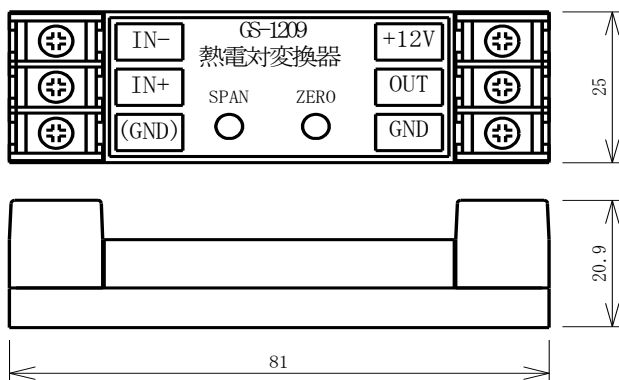 GS-1209
熱電対変換器
IN-
+12V
IN+
OUT
SPAN
ZERO
(GND)
GND
25
20.9
81